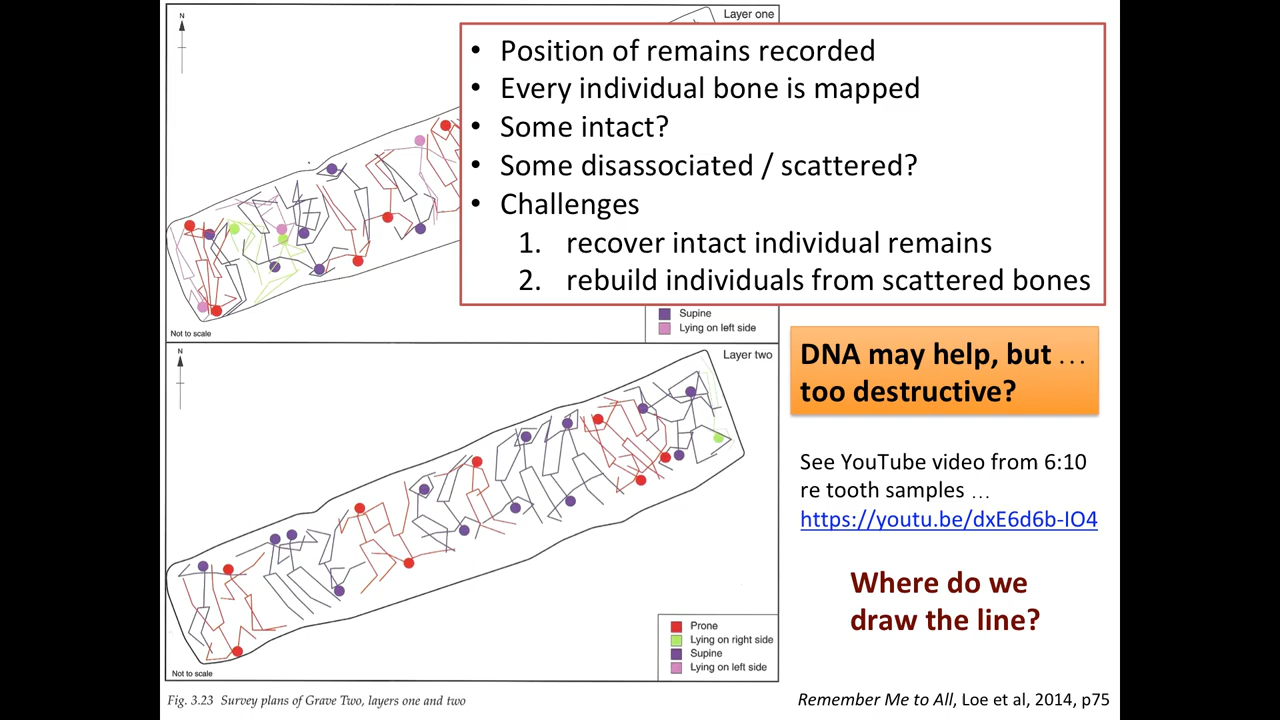 N
Layer one
• Position of remains recorded
• Every individual bone is mapped
• Some intact?
• Some disassociated / scattered?
• Challenges
1. recover intact individual remains
2. rebuild individuals from scattered bones
Supine
Lying on left side
Not to scale
N
Layer two
Prone
Lying on right side
Supine
Lying on left side
Not to scale
Fig. 3.23 Survey plans of Grave Two, layers one and two
DNA may help, but …
too destructive?
See YouTube video from 6:10
re tooth samples …
https://youtu.be/dxE6d6b-IO4
Where do we
draw the line?
Remember Me to All, Loe et al, 2014, p75